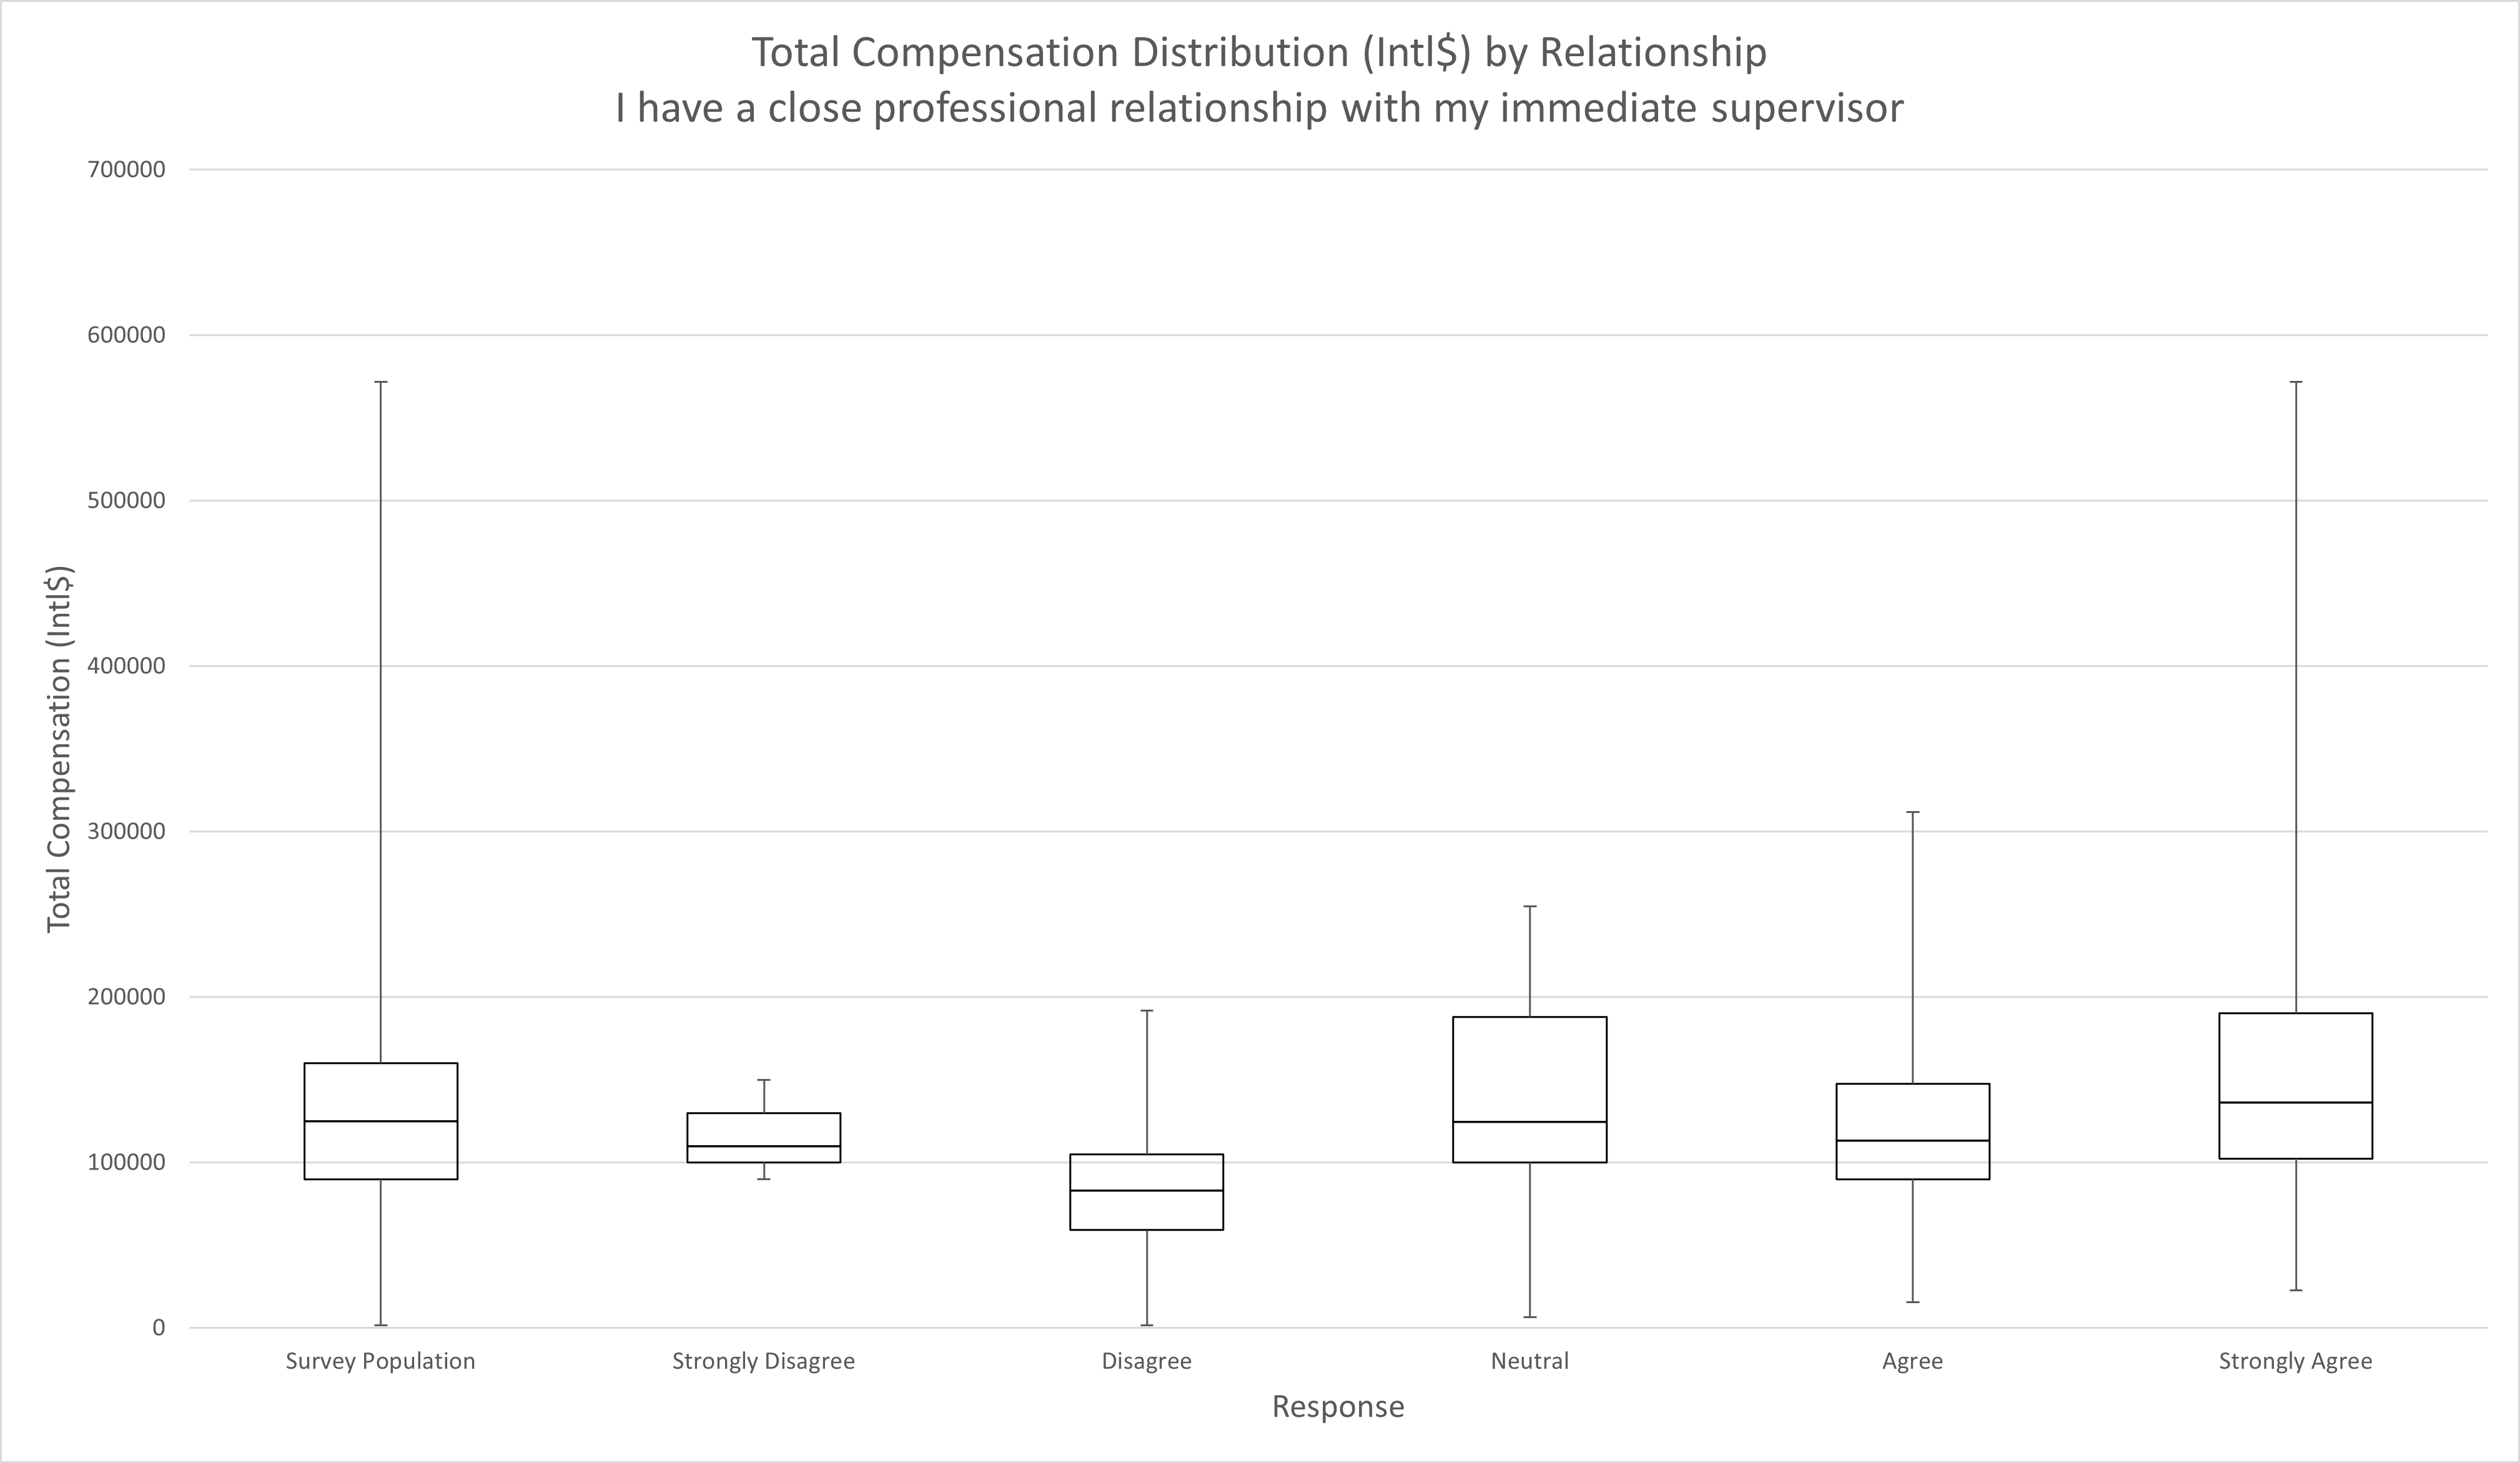 Total Compensation Distribution (Intl$) by Relationship
I have a close professional relationship with my immediate supervisor
Total Compensation (Intl$)
700000
600000
500000
400000
300000
200000
100000
0
Survey Population
Strongly Disagree
Disagree
Neutral
Agree
Strongly Agree
Response